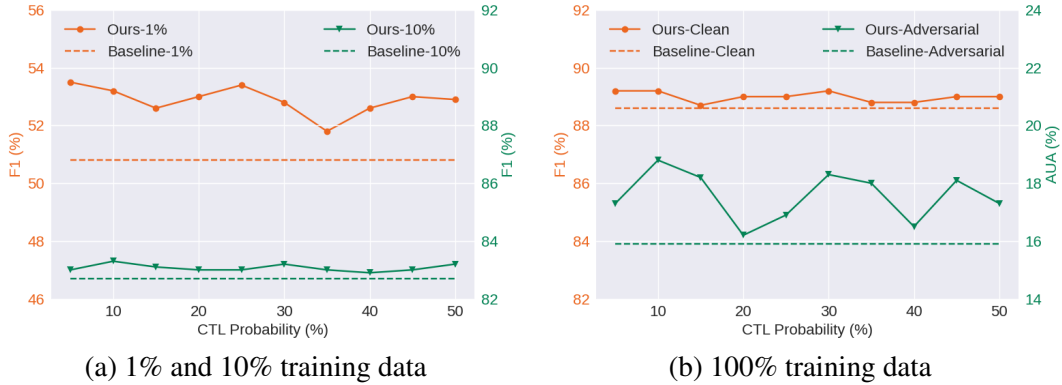 56
54
52
50
48
46
F1 (%)
Ours-1%
Baseline-1%
Ours-10%
Baseline-10%
92
90
88
86
84
82
F1 (%)
10
20
30
40
50
CTL Probability (%)
(a) 1% and 10% training data
92
90
88
86
84
82
F1 (%)
Ours-Clean
Baseline-Clean
Ours-Adversarial
Baseline-Adversarial
24
22
20
18
16
14
AUA (%)
10
20
30
40
50
CTL Probability (%)
(b) 100% training data